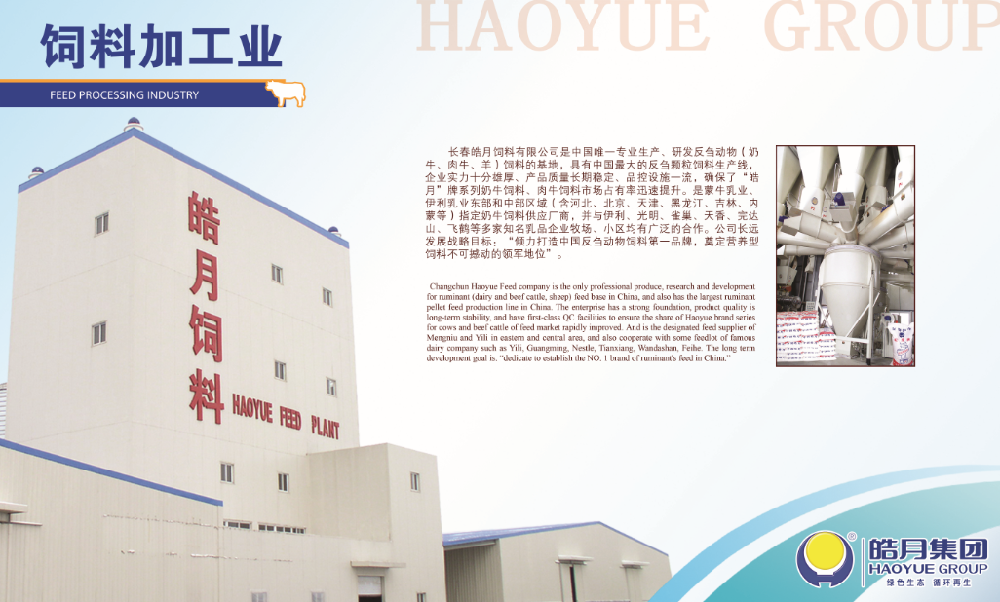 HAOYUE GROUP
饲料加工业
FEED PROCESSING INDUSTRY
长春皓月饲料有限公司是中国唯一专业生产、研发反刍动物（奶
牛、肉牛、羊）饲料的基地，具有中国最大的反刍颗粒饲料生产线，
企业实力十分雄厚、产品质量长期稳定、品控设施一流，确保了“皓
月”牌系列奶牛饲料、肉牛饲料市场占有率迅速提升。是蒙牛乳业、
伊利乳业东部和中部区域（含河北、北京、天津、黑龙江、吉林、内
蒙等）指定奶牛饲料供应厂商，并与伊利、光明、雀巢、天香、完达
山、飞鹤等多家知名乳品企业牧场、小区均有广泛的合作。公司长远
发展战略目标：“倾力打造中国反刍动物饲料第一品牌，奠定营养型
饲料不可撼动的领军地位”。
Changchun Haoyue Feed company is the only professional produce, research and development
for ruminant (dairy and beef cattle, sheep) feed base in China, and also has the largest ruminant
pellet feed production line in China. The enterprise has a strong foundation, product quality is
long-term stability, and have first-class QC facilities to ensure the share of Haoyue brand series
for cows and beef cattle of feed market rapidly improved. And is the designated feed supplier of
Mengniu and Yili in eastern and central area, and also cooperate with some feedlot of famous
dairy company such as Yili, Guangming, Nestle, Tianxiang, Wandashan, Feihe. The long term
development goal is: “dedicate to establish the NO. 1 brand of ruminant's feed in China.”
皓月饲料
HAOYUE FEED PLANT
®
皓月集团
HAOYUE GROUP
绿色生态 循环再生